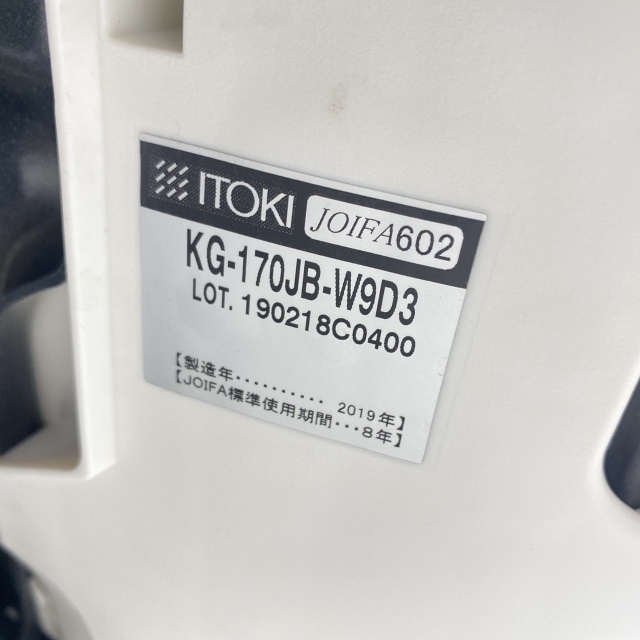 ITOKI JOIFA602
KG-170JB-W9D3
LOT. 190218C0400
【製造年・・・・・・・・・・ 2019年】
【JOIFA標準使用期間・・・8年】